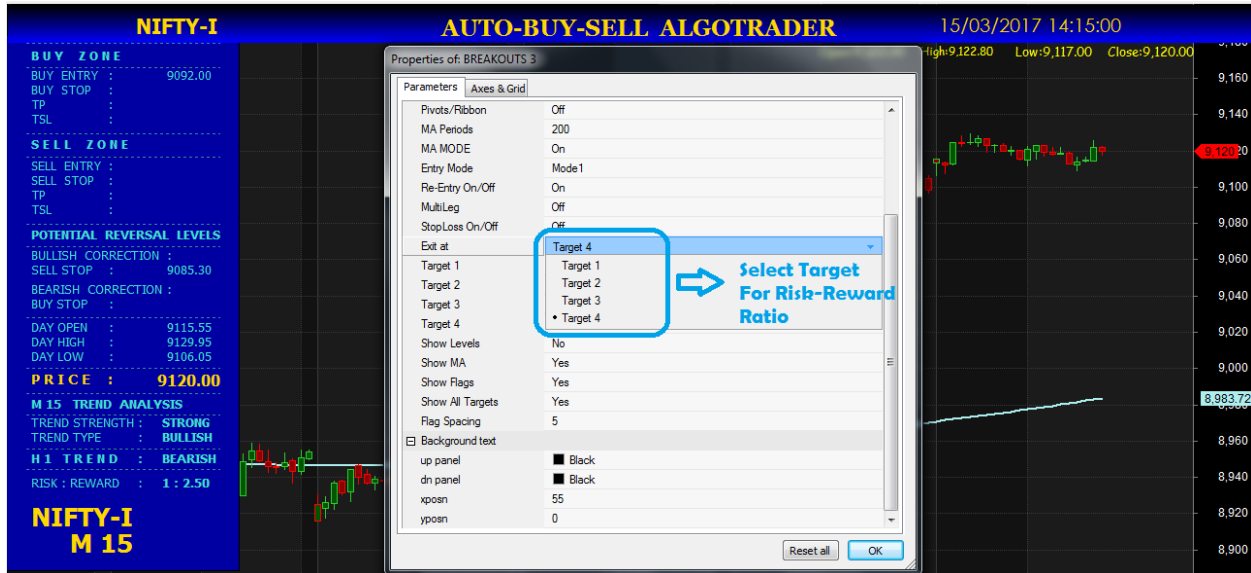 NIFTY-I
AUTO-BUY-SELL ALGOTRADER
15/03/2017 14:15:00
High:9,122.80 Low:9,117.00 Close:9,120.00
BUY ZONE
BUY ENTRY : 9092.00
BUY STOP :
TP :
TSL :
SELL ZONE
SELL ENTRY :
SELL STOP :
TP :
TSL :
POTENTIAL REVERSAL LEVELS
BULLISH CORRECTION :
SELL STOP : 9085.30
BEARISH CORRECTION :
BUY STOP :
DAY OPEN : 9115.55
DAY HIGH : 9129.95
DAY LOW : 9106.05
PRICE : 9120.00
M 15 TREND ANALYSIS
TREND STRENGTH : STRONG
TREND TYPE : BULLISH
H1 TREND : BEARISH
RISK : REWARD : 1 : 2.50
NIFTY-I
M 15
Properties of: BREAKOUTS 3
Parameters Axes & Grid
Pivots/Ribbon Off
MA Periods 200
MA MODE On
Entry Mode Mode1
Re-Entry On/Off On
MultiLeg Off
StopLoss On/Off Off
Exit at Target 4
Target 1 Target 1
Target 2 Target 2
Target 3 Target 3
Target 4 • Target 4
Show Levels No
Show MA Yes
Show Flags Yes
Show All Targets Yes
Flag Spacing 5
Background text
up panel Black
dn panel Black
xposn 55
yposn 0
Reset all OK
Select Target
For Risk-Reward
Ratio
9,160
9,140
9,120
9,100
9,080
9,060
9,040
9,020
9,000
8,983.72
8,960
8,940
8,920
8,900